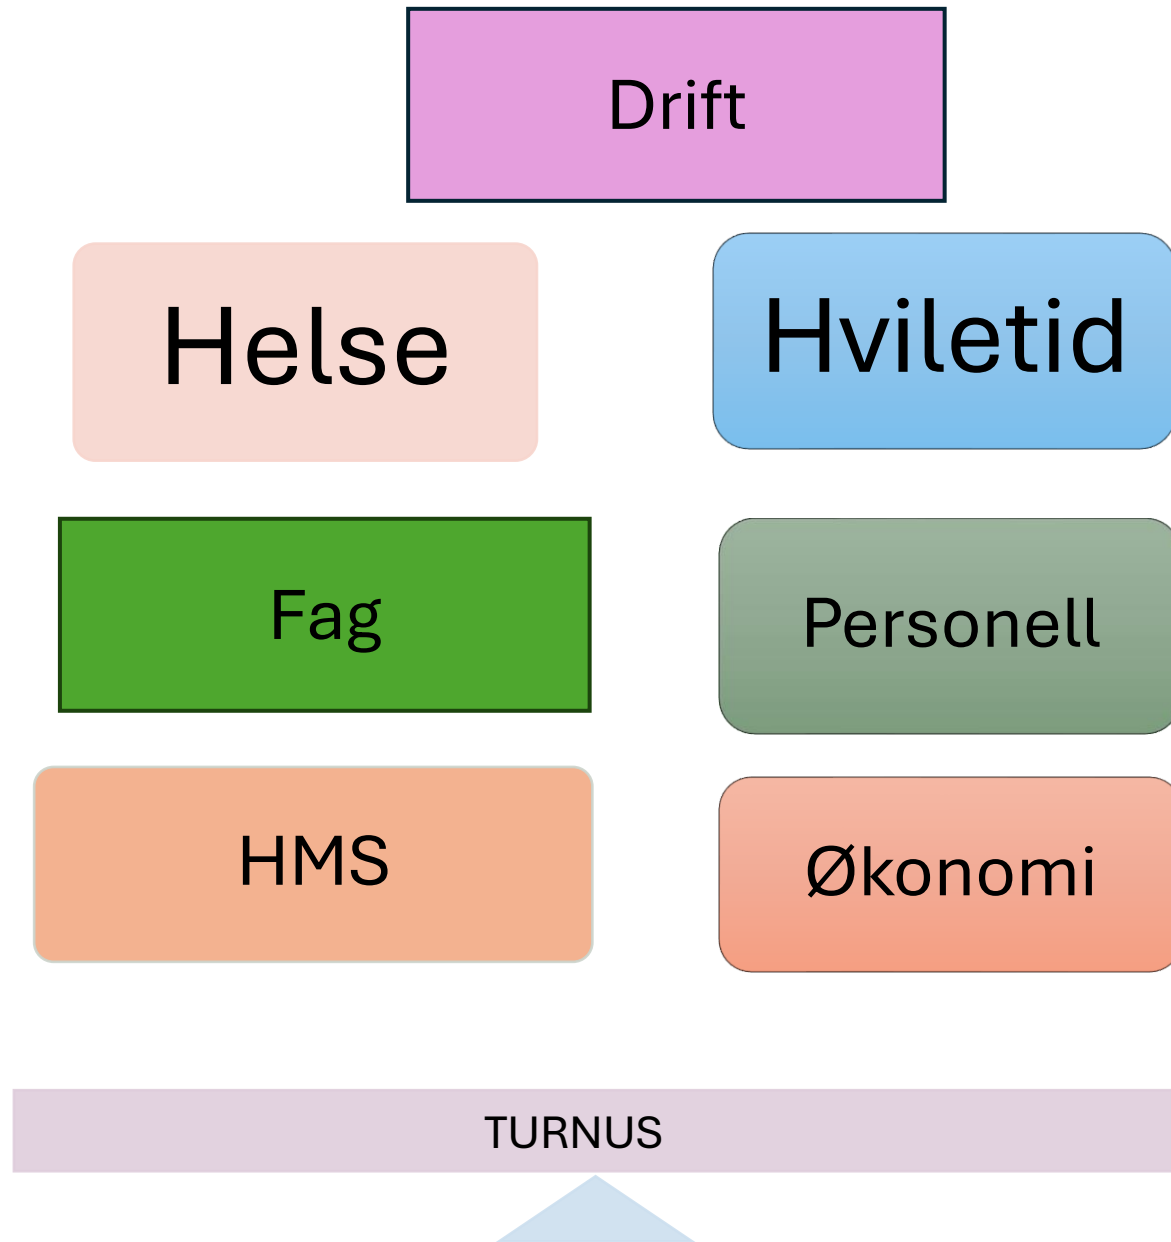 Drift
Helse
Hviletid
Fag
Personell
HMS
Økonomi
TURNUS